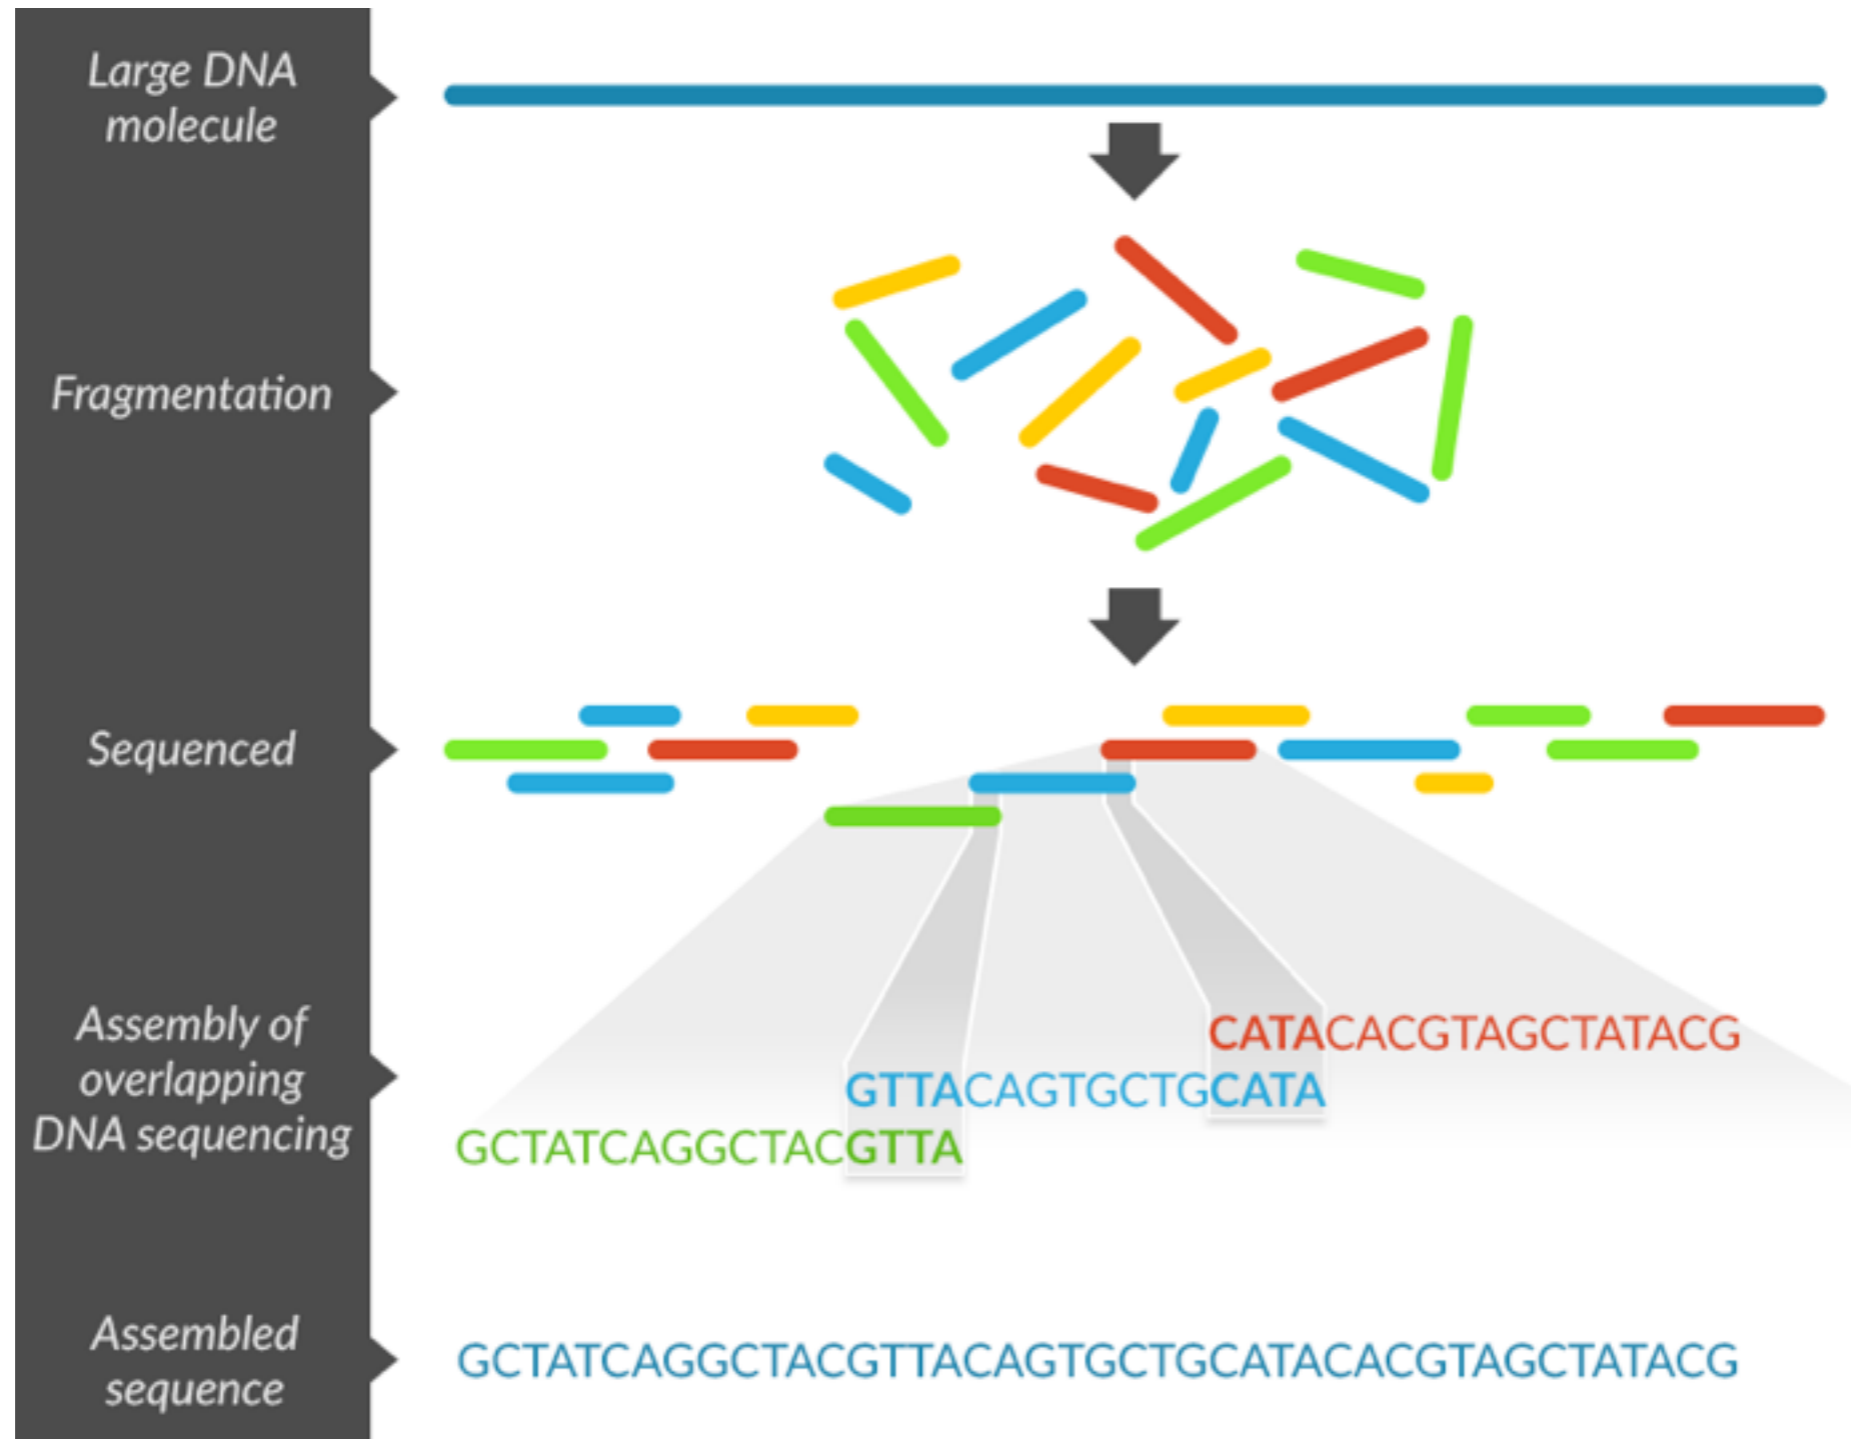 Large DNA
molecule
Fragmentation
Sequenced
Assembly of
overlapping
DNA sequencing
CATACACGTAGCTATACG
GTTACAGTGCTGCATA
GCTATCAGGCTACGTTA
Assembled
sequence
GCTATCAGGCTACGTTACAGTGCTGCATACACGTAGCTATACG